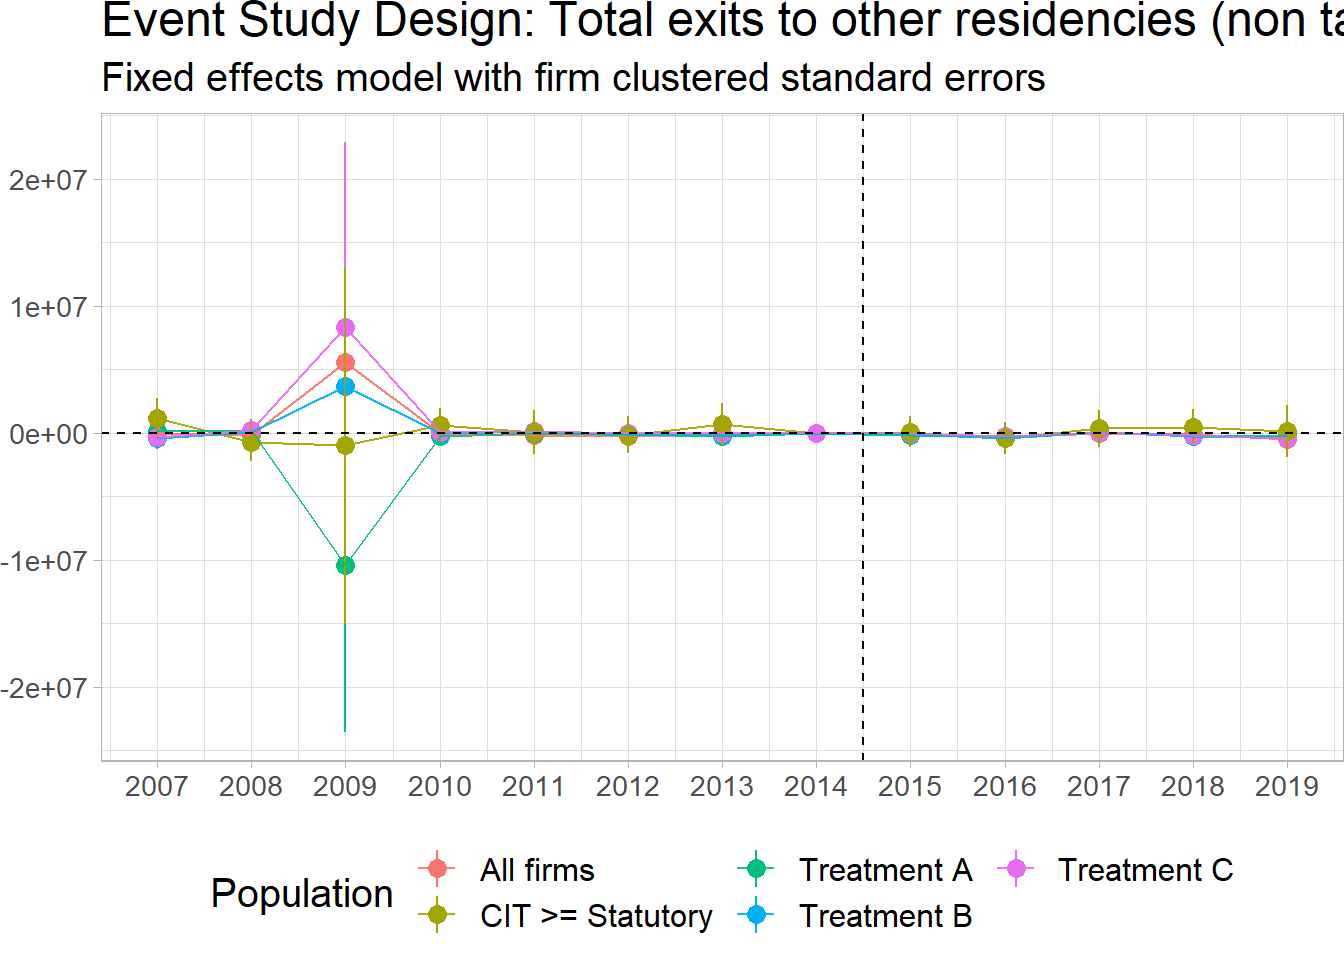 Event Study Design: Total exits to other residencies (non
Fixed effects model with firm clustered standard errors
2e+07
1e+07
0e+00
-1e+07
-2e+07
2007 2008 2009 2010 2011 2012 2013 2014 2015 2016 2017 2018 2019
Population
All firms
CIT >= Statutory
Treatment A
Treatment B
Treatment C